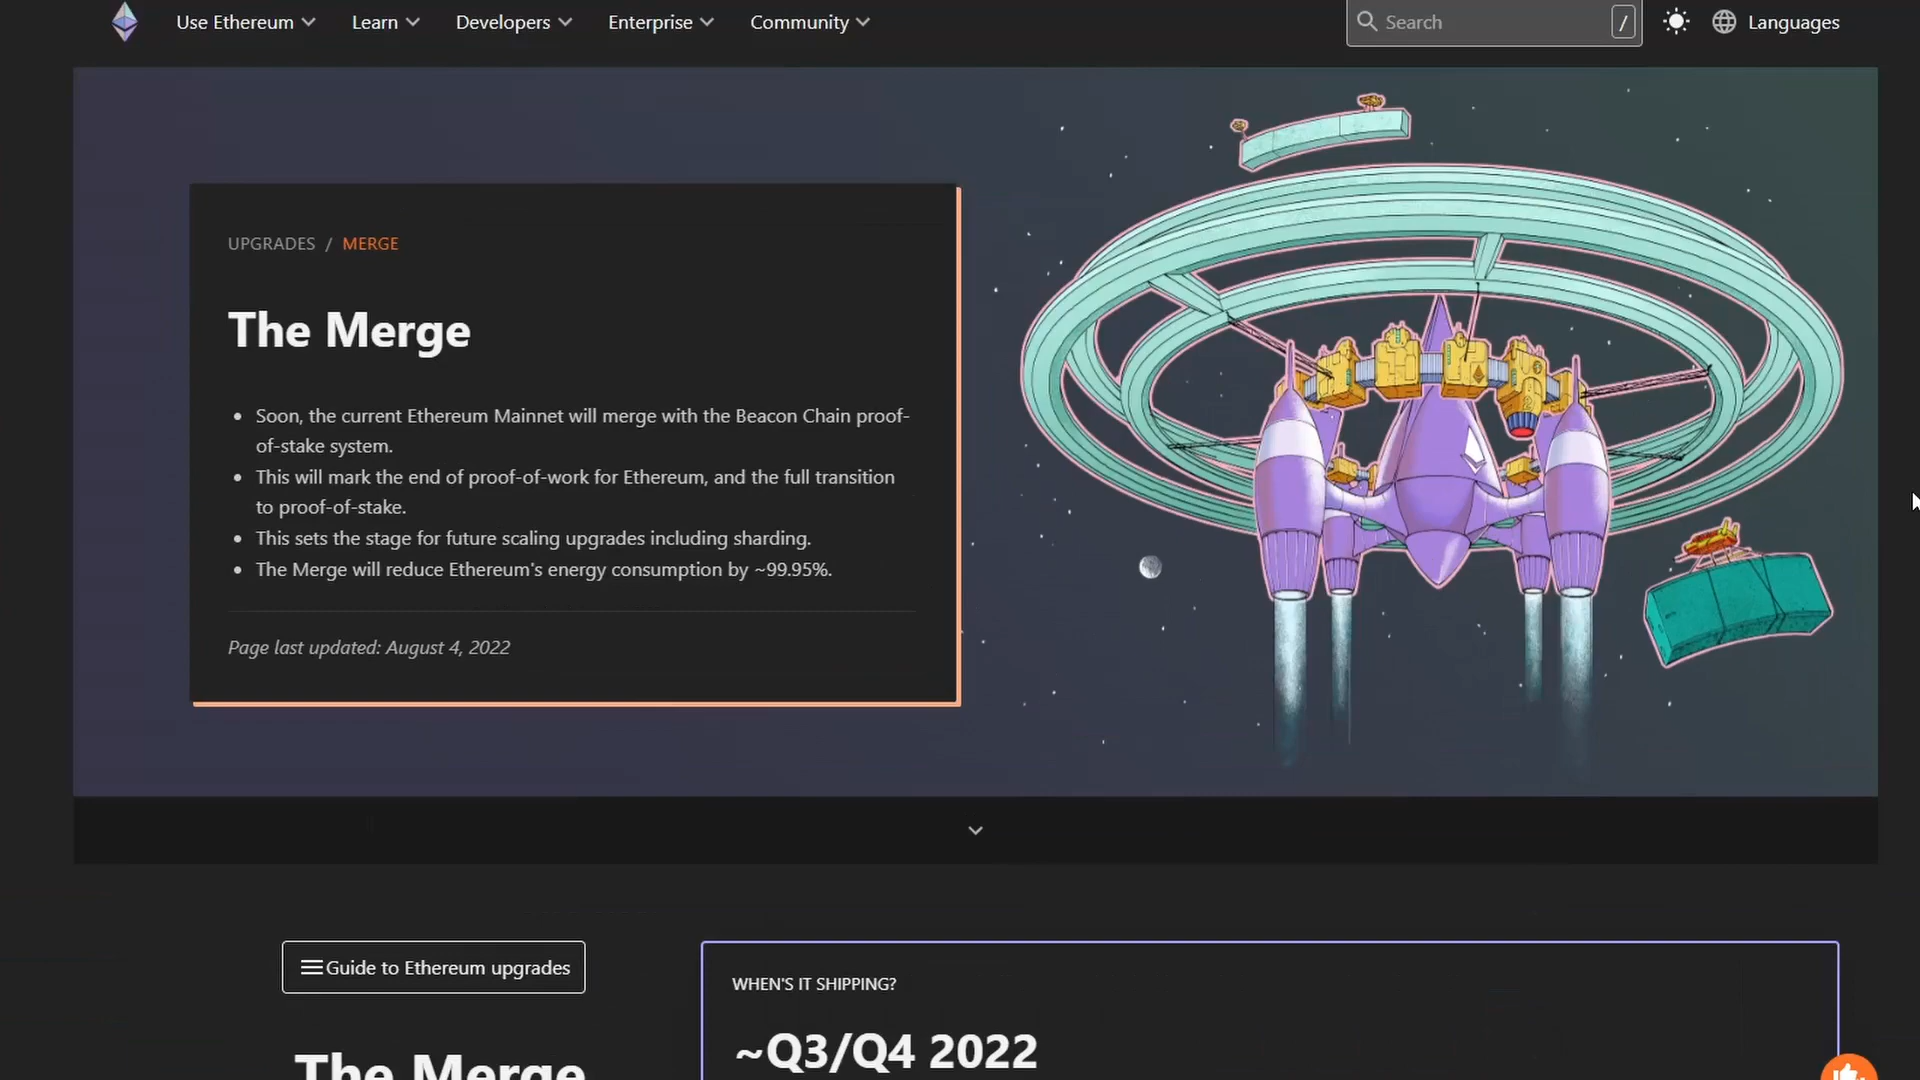 Use Ethereum
Learn
Developers
Enterprise
Community
Search
/
Languages
UPGRADES / MERGE
The Merge
Soon, the current Ethereum Mainnet will merge with the Beacon Chain proof-
of-stake system.
This will mark the end of proof-of-work for Ethereum, and the full transition
to proof-of-stake.
This sets the stage for future scaling upgrades including sharding.
The Merge will reduce Ethereum's energy consumption by ~99.95%.
Page last updated: August 4, 2022
Guide to Ethereum upgrades
The Merge
WHEN'S IT SHIPPING?
~Q3/Q4 2022